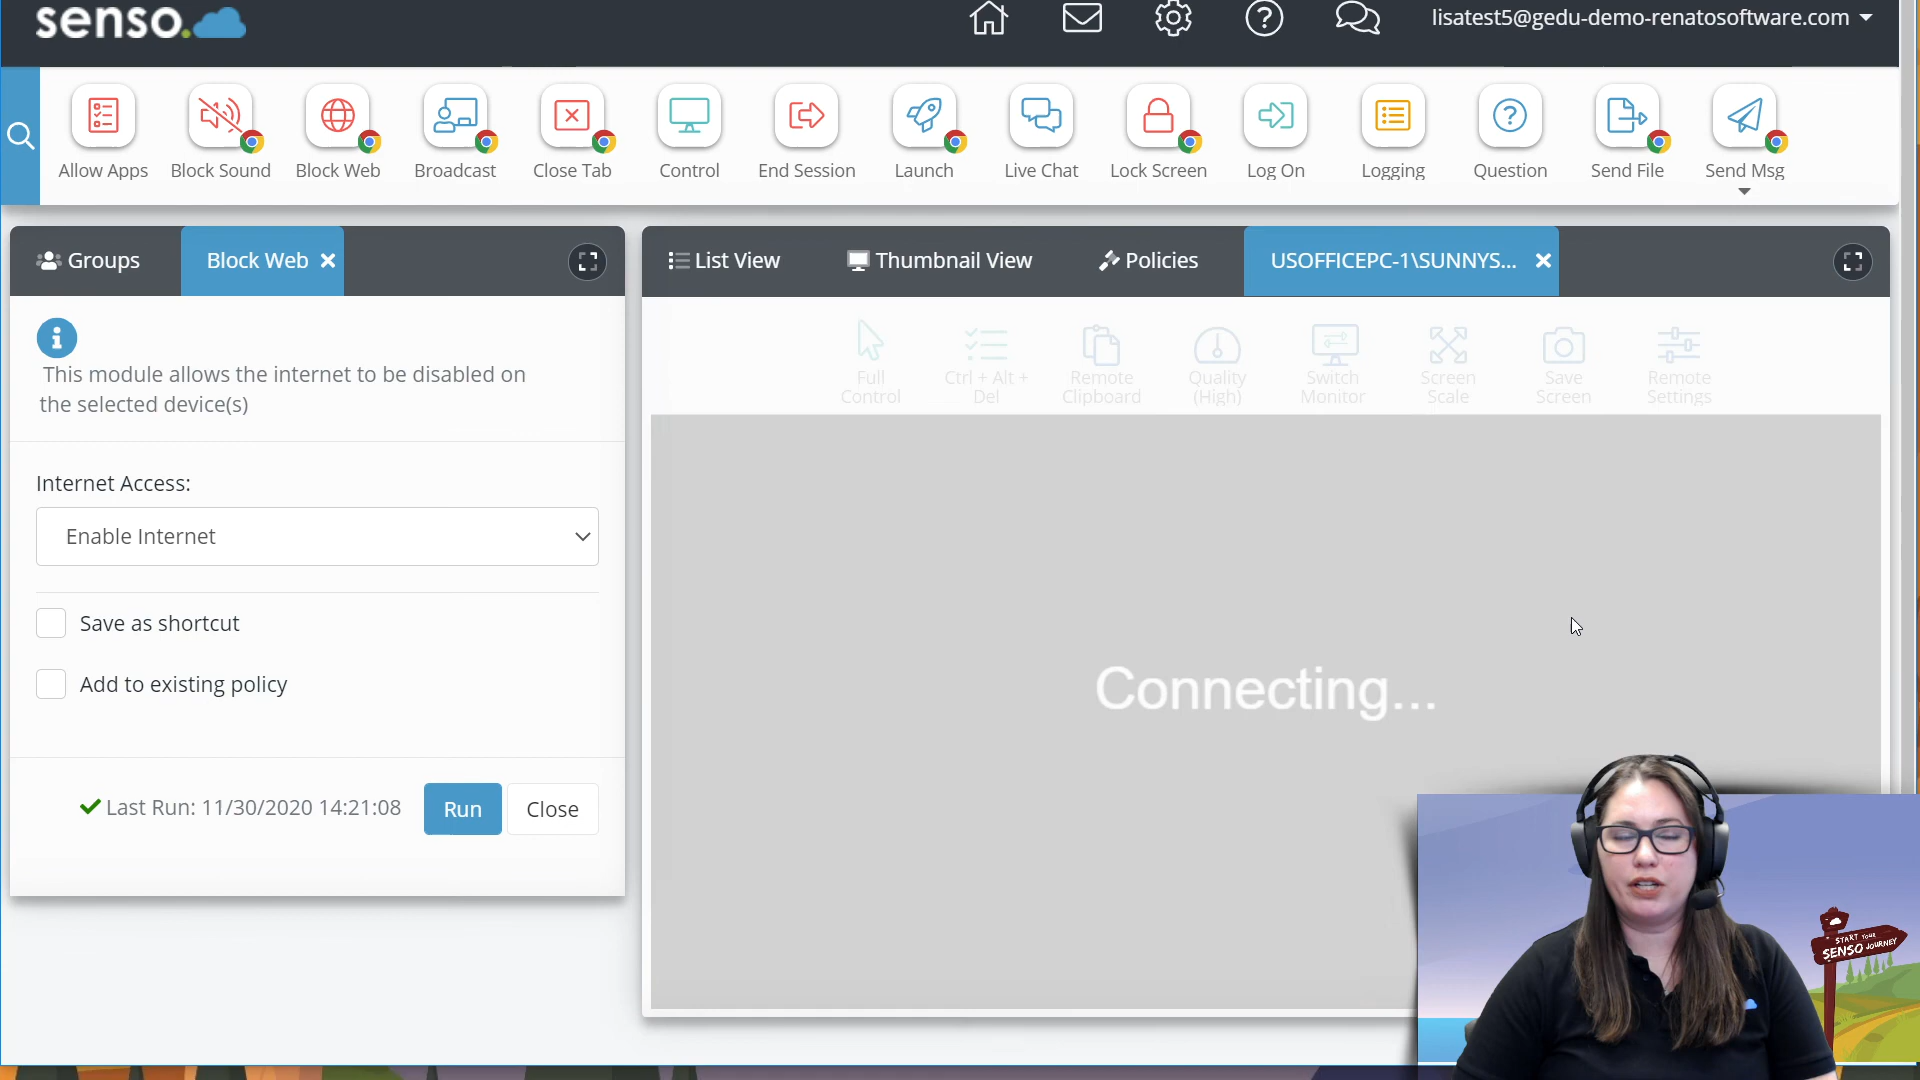 senso.
lisatest5@gedu-demo-renatosoftware.com
Allow Apps
Block Sound
Block Web
Broadcast
Close Tab
Control
End Session
Launch
Live Chat
Lock Screen
Log On
Logging
Question
Send File
Send Msg
Groups
Block Web
List View
Thumbnail View
Policies
USOFFICEPC-1\SUNNYS...
This module allows the internet to be disabled on
the selected device(s)
Internet Access:
Enable Internet
Save as shortcut
Add to existing policy
Last Run: 11/30/2020 14:21:08
Run
Close
Full
Control
Ctrl + Alt +
Del
Remote
Clipboard
Quality
(High)
Switch
Monitor
Screen
Scale
Save
Screen
Remote
Settings
Connecting...
START YOUR
SENSO JOURNEY